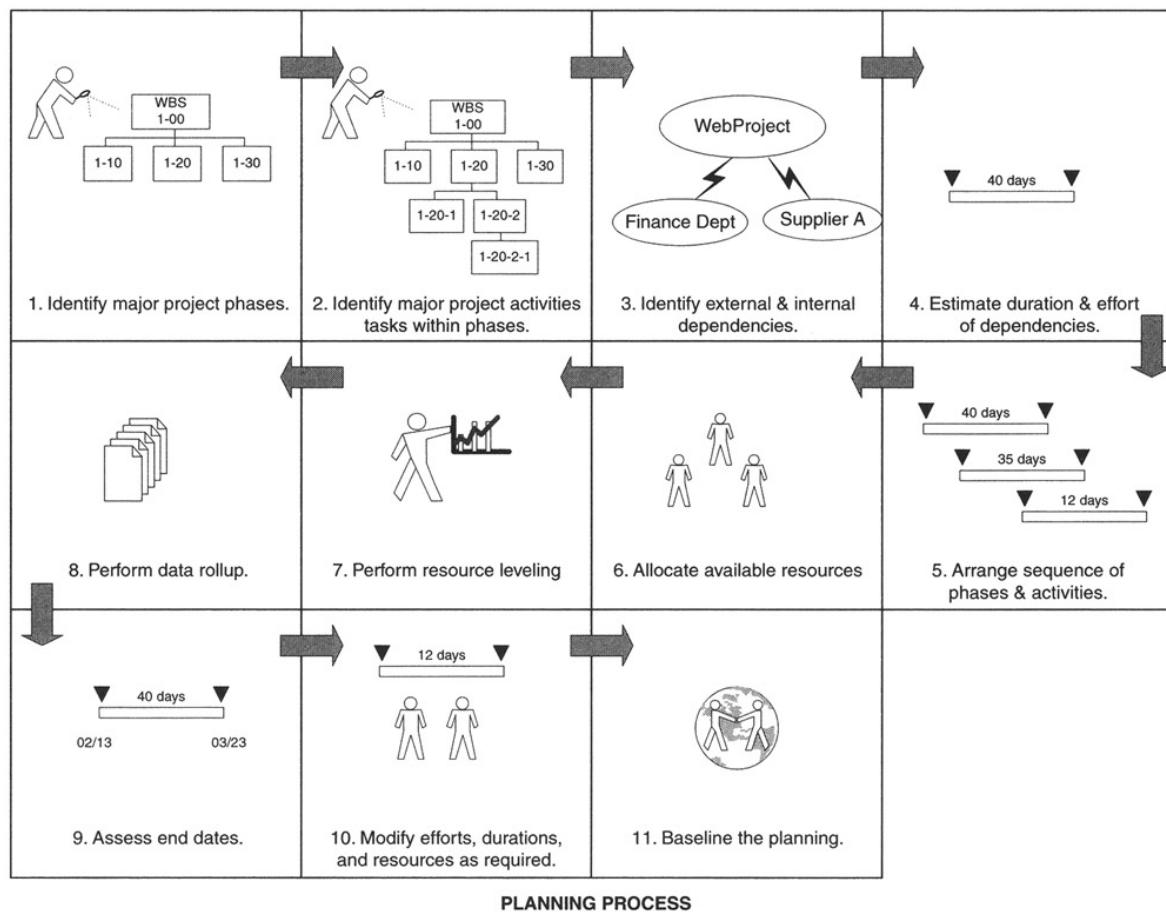 WBS
1-00
1-10
1-20
1-30
1. Identify major project phases.
WBS
1-00
1-10
1-20
1-30
1-20-1
1-20-2
1-20-2-1
2. Identify major project activities
tasks within phases.
WebProject
Finance Dept
Supplier A
3. Identify external & internal
dependencies.
40 days
4. Estimate duration & effort
of dependencies.
40 days
35 days
12 days
5. Arrange sequence of
phases & activities.
6. Allocate available resources
7. Perform resource leveling
8. Perform data rollup.
40 days
02/13
03/23
9. Assess end dates.
12 days
10. Modify efforts, durations,
and resources as required.
11. Baseline the planning.
PLANNING PROCESS